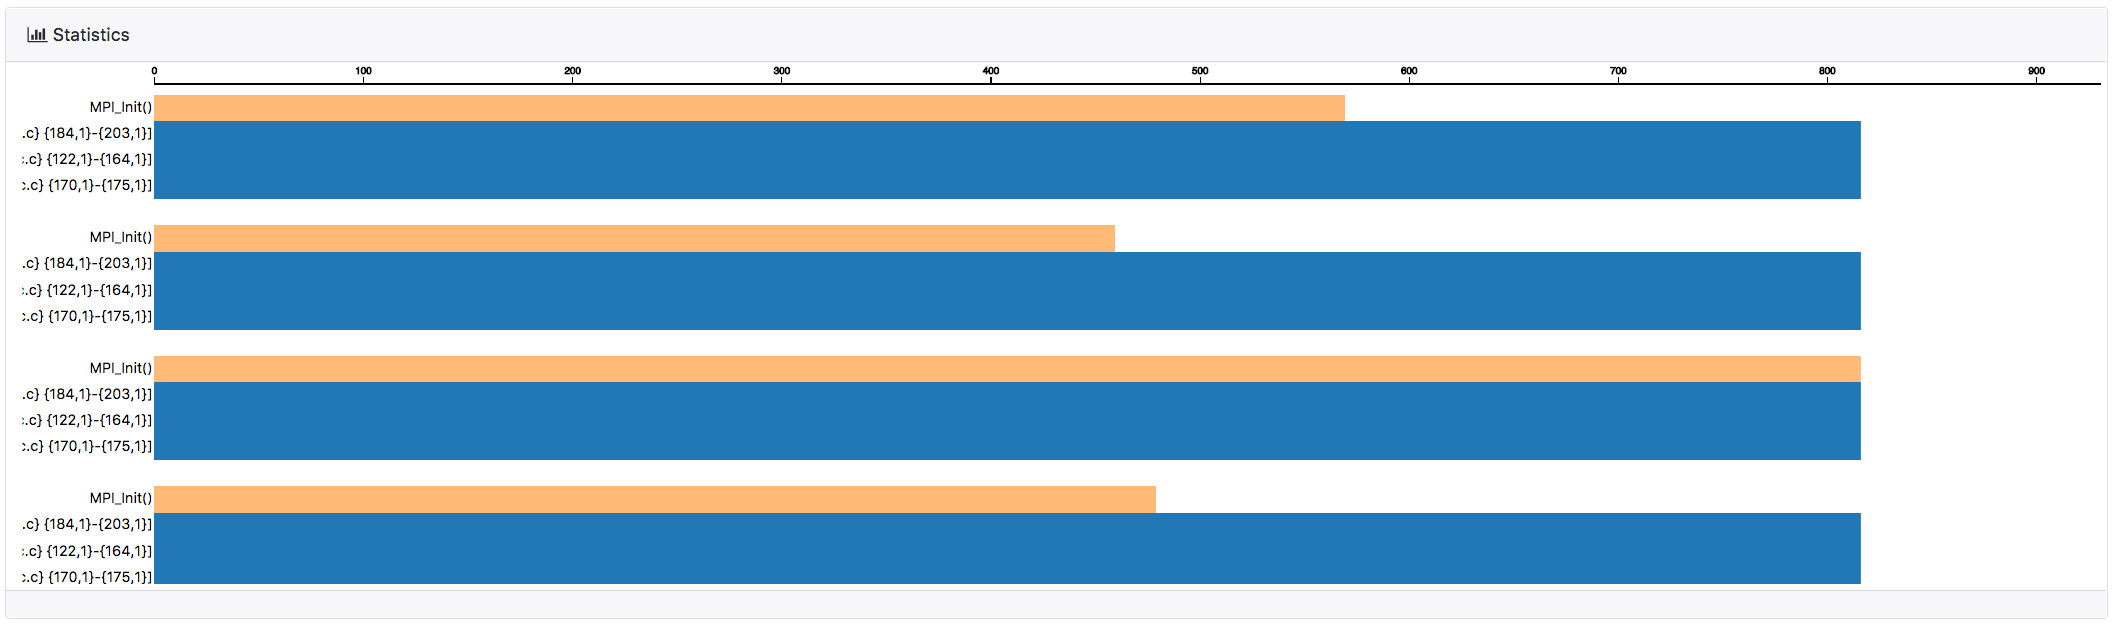 Statistics
0 100 200 300 400 500 600 700 800 900
MPI_Init()
.c} {184,1}-{203,1}]
:.c} {122,1}-{164,1}]
:.c} {170,1}-{175,1}]
MPI_Init()
.c} {184,1}-{203,1}]
:.c} {122,1}-{164,1}]
:.c} {170,1}-{175,1}]
MPI_Init()
.c} {184,1}-{203,1}]
:.c} {122,1}-{164,1}]
:.c} {170,1}-{175,1}]
MPI_Init()
.c} {184,1}-{203,1}]
:.c} {122,1}-{164,1}]
:.c} {170,1}-{175,1}]